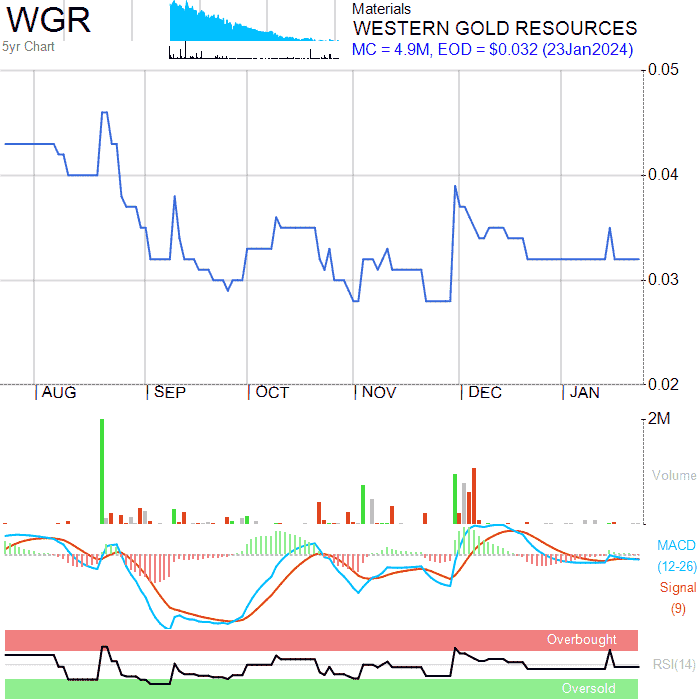 WGR
5yr Chart
Materials
WESTERN GOLD RESOURCES
MC = 4.9M, EOD = $0.032 (23Jan2024)
0.05
0.04
0.03
0.02
AUG SEP OCT NOV DEC JAN
2M
Volume
MACD
(12-26)
Signal
(9)
Overbought
RSI(14)
Oversold